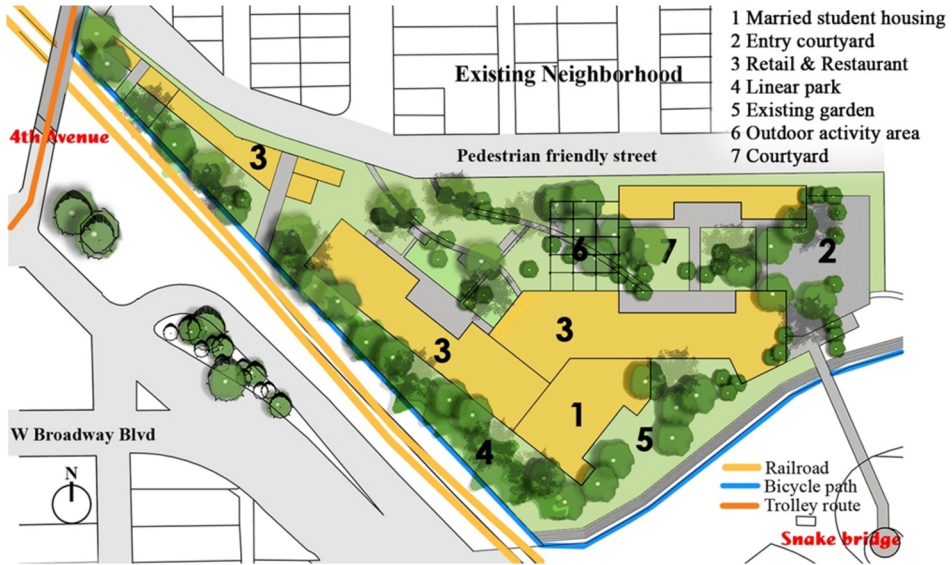 1 Married student housing
2 Entry courtyard
3 Retail & Restaurant
4 Linear park
5 Existing garden
6 Outdoor activity area
7 Courtyard
Existing Neighborhood
4th Avenue
Pedestrian friendly street
3
6
7
2
3
3
1
4
5
W Broadway Blvd
N
Railroad
Bicycle path
Trolley route
Snake bridge